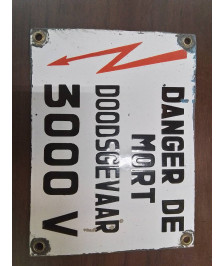 DANGER DE
MORT
DOODSGEVAAR
3000 V